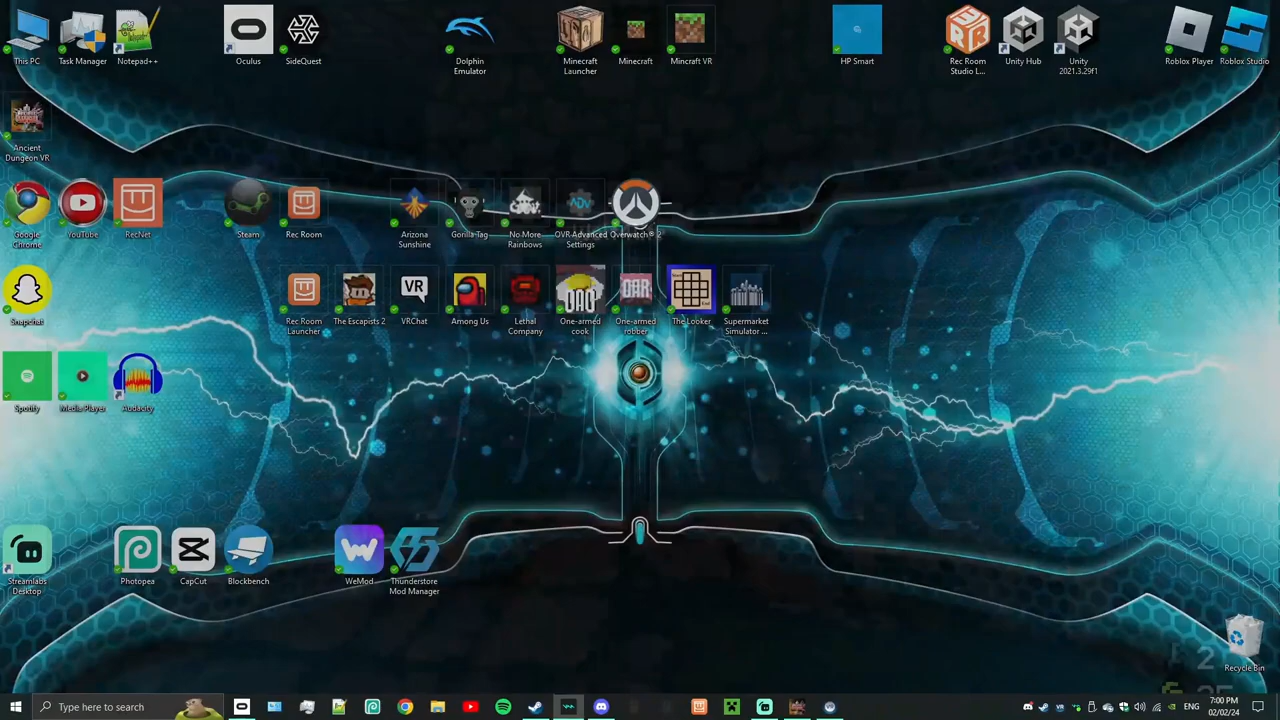 This PC
Task Manager
Notepad++
Oculus
SideQuest
Dolphin
Emulator
Minecraft
Launcher
Minecraft
Mincraft VR
HP Smart
Rec Room
Studio L...
Unity Hub
Unity
2021.3.29f1
Roblox Player
Roblox Studio
Ancient
Dungeon VR
Google
Chrome
YouTube
RecNet
Steam
Rec Room
Arizona
Sunshine
Gorilla Tag
No More
Rainbows
ADV
OVR Advanced
Settings
Overwatch® 2
Snapchat
Rec Room
Launcher
The Escapists 2
VR
VRChat
Among Us
Lethal
Company
OAC
One-armed
cook
OAR
One-armed
robber
The Looker
Supermarket
Simulator ...
Spotify
Media Player
Audacity
Streamlabs
Desktop
Photopea
CapCut
Blockbench
WeMod
Thunderstore
Mod Manager
Recycle Bin
Type here to search
ENG
7:00 PM
02/02/24